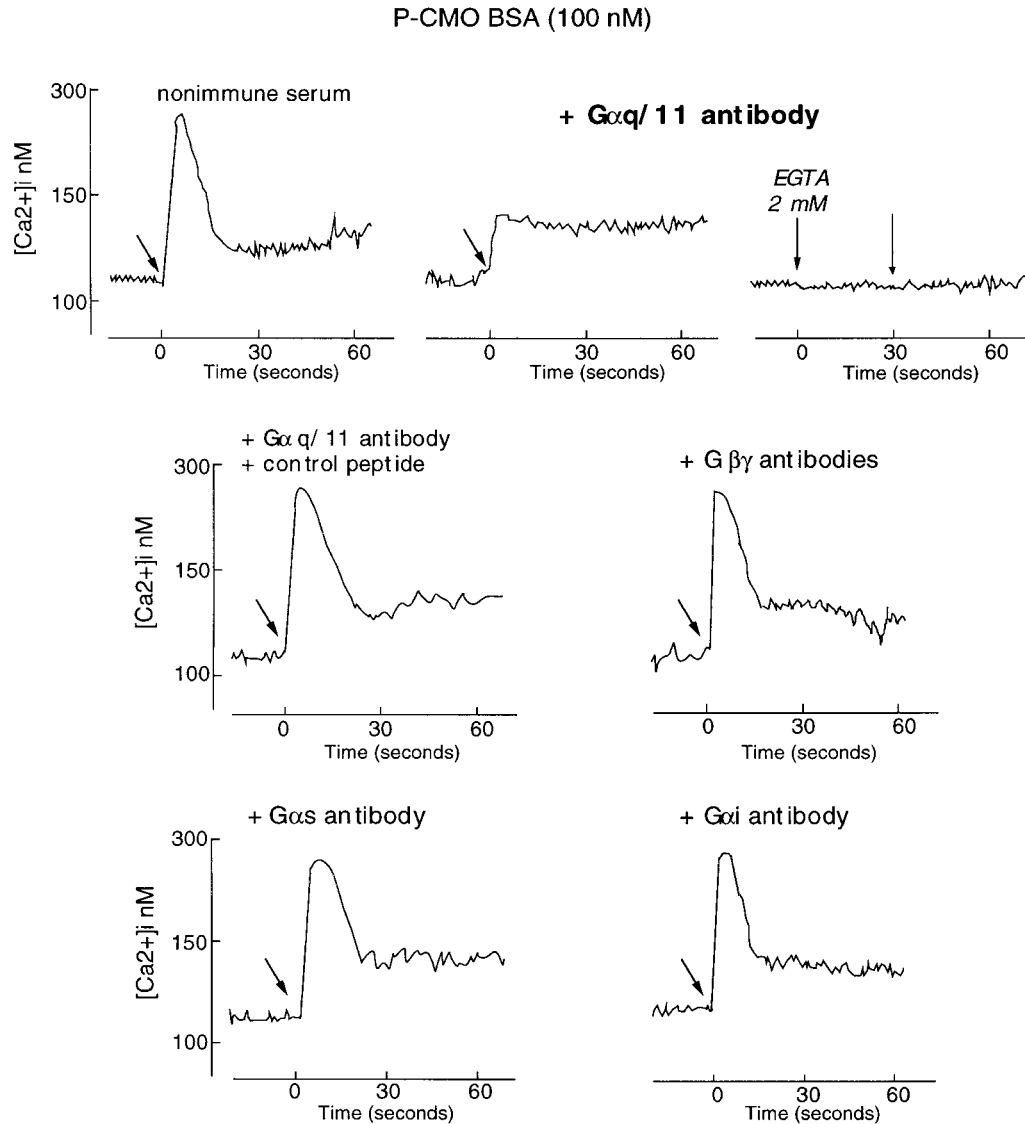 P-CMO BSA (100 nM)
nonimmune serum
+ Gαq/11 antibody
300
150
100
[Ca2+]i nM
EGTA
2 mM
0 30 60
Time (seconds)
0 30 60
Time (seconds)
0 30 60
Time (seconds)
+ Gα q/11 antibody
+ control peptide
300
150
100
[Ca2+]i nM
0 30 60
Time (seconds)
+ G βγ antibodies
0 30 60
Time (seconds)
+ Gαs antibody
300
150
100
[Ca2+]i nM
0 30 60
Time (seconds)
+ Gαi antibody
0 30 60
Time (seconds)